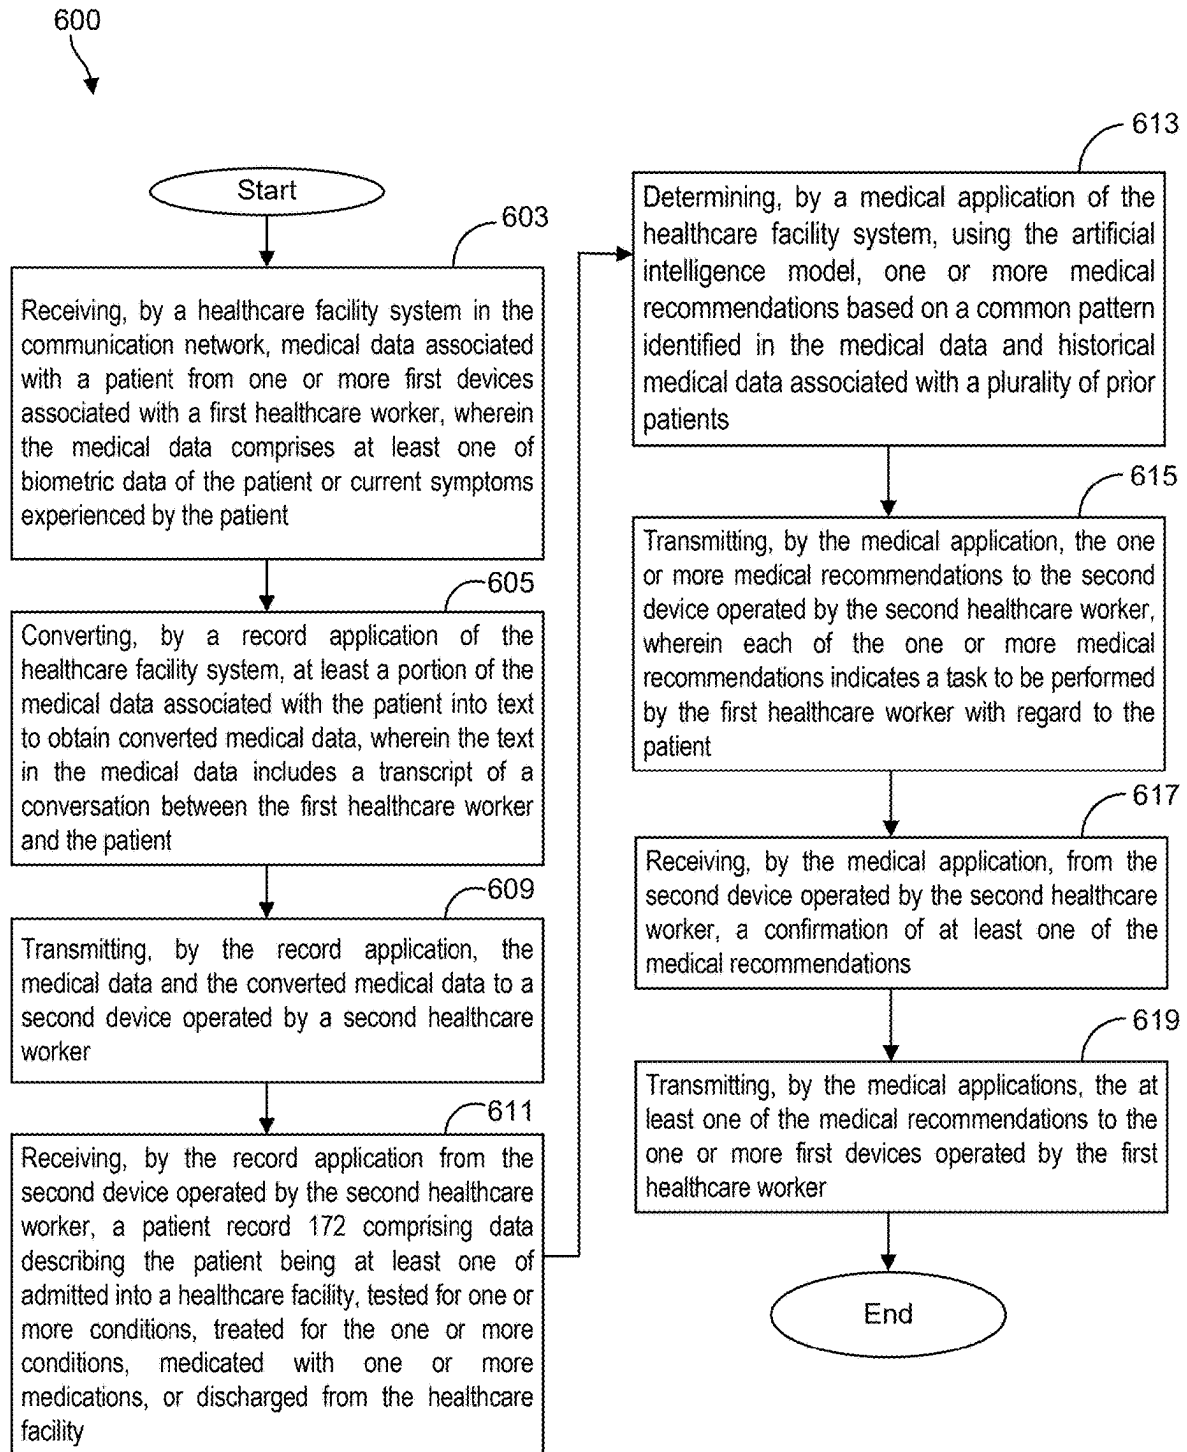 600
Start
603
Receiving, by a healthcare facility system in the
communication network, medical data associated
with a patient from one or more first devices
associated with a first healthcare worker, wherein
the medical data comprises at least one of
biometric data of the patient or current symptoms
experienced by the patient
605
Converting, by a record application of the
healthcare facility system, at least a portion of the
medical data associated with the patient into text
to obtain converted medical data, wherein the text
in the medical data includes a transcript of a
conversation between the first healthcare worker
and the patient
609
Transmitting, by the record application, the
medical data and the converted medical data to a
second device operated by a second healthcare
worker
611
Receiving, by the record application from the
second device operated by the second healthcare
worker, a patient record 172 comprising data
describing the patient being at least one of
admitted into a healthcare facility, tested for one or
more conditions, treated for the one or more
conditions, medicated with one or more
medications, or discharged from the healthcare
facility
613
Determining, by a medical application of the
healthcare facility system, using the artificial
intelligence model, one or more medical
recommendations based on a common pattern
identified in the medical data and historical
medical data associated with a plurality of prior
patients
615
Transmitting, by the medical application, the one
or more medical recommendations to the second
device operated by the second healthcare worker,
wherein each of the one or more medical
recommendations indicates a task to be performed
by the first healthcare worker with regard to the
patient
617
Receiving, by the medical application, from the
second device operated by the second healthcare
worker, a confirmation of at least one of the
medical recommendations
619
Transmitting, by the medical applications, the at
least one of the medical recommendations to the
one or more first devices operated by the first
healthcare worker
End